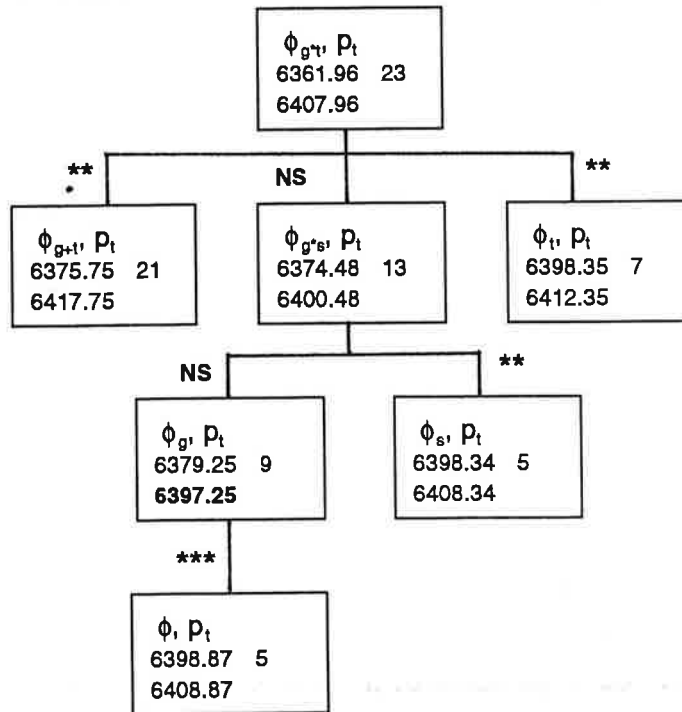 ϕg*t, pt
6361.96 23
6407.96
** NS **
ϕg+t, pt
6375.75 21
6417.75
ϕg*s, pt
6374.48 13
6400.48
ϕt, pt
6398.35 7
6412.35
NS **
ϕg, pt
6379.25 9
6397.25
ϕs, pt
6398.34 5
6408.34
***
ϕ, pt
6398.87 5
6408.87